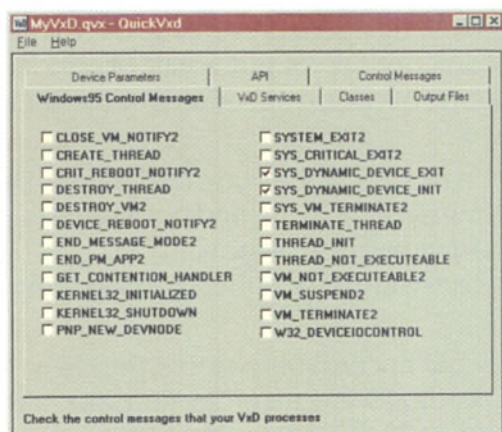 MyVxD.qvx - QuickVxd
File Help
Device Parameters API Control Messages
Windows95 Control Messages VxD Services Classes Output Files
CLOSE_VM_NOTIFY2
CREATE_THREAD
CRIT_REBOOT_NOTIFY2
DESTROY_THREAD
DESTROY_VM2
DEVICE_REBOOT_NOTIFY2
END_MESSAGE_MODE2
END_PM_APP2
GET_CONTENTION_HANDLER
KERNEL32_INITIALIZED
KERNEL32_SHUTDOWN
PNP_NEW_DEVNODE
SYSTEM_EXIT2
SYS_CRITICAL_EXIT2
SYS_DYNAMIC_DEVICE_EXIT
SYS_DYNAMIC_DEVICE_INIT
SYS_VM_TERMINATE2
TERMINATE_THREAD
THREAD_INIT
THREAD_NOT_EXECUTEABLE
VM_NOT_EXECUTEABLE2
VM_SUSPEND2
VM_TERMINATE2
W32_DEVICEIOCONTROL
Check the control messages that your VxD processes